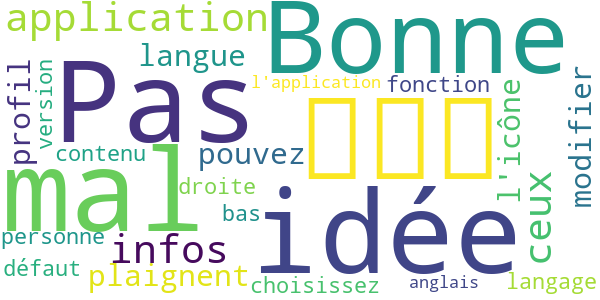 application
Bonne
langue
Pas
l'application
fonction
profil
version
l'icône
modifier
contenu
pouvez
mal
droite
idée
ceux
bas
personne
infos
défaut
plaignent
choisissez
anglais
langage